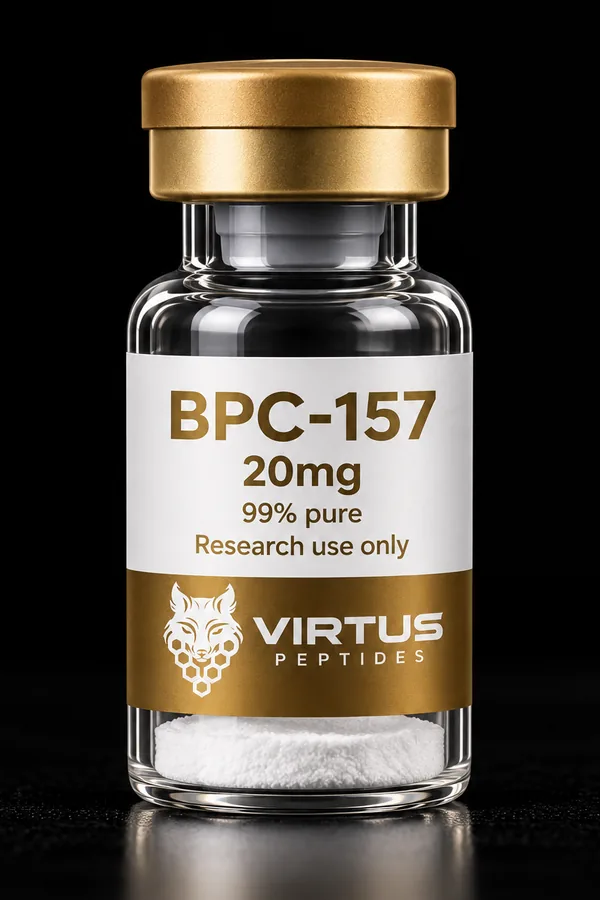 BPC-157
20mg
99% pure
Research use only
VIRTUS
PEPTIDES